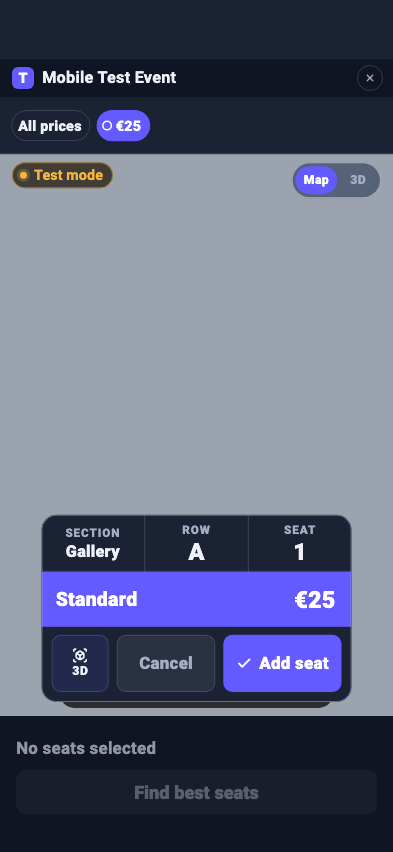 T Mobile Test Event
All prices
€25
Test mode
Map
3D
SECTION
Gallery
ROW
A
SEAT
1
Standard
€25
3D
Cancel
Add seat
No seats selected
Find best seats